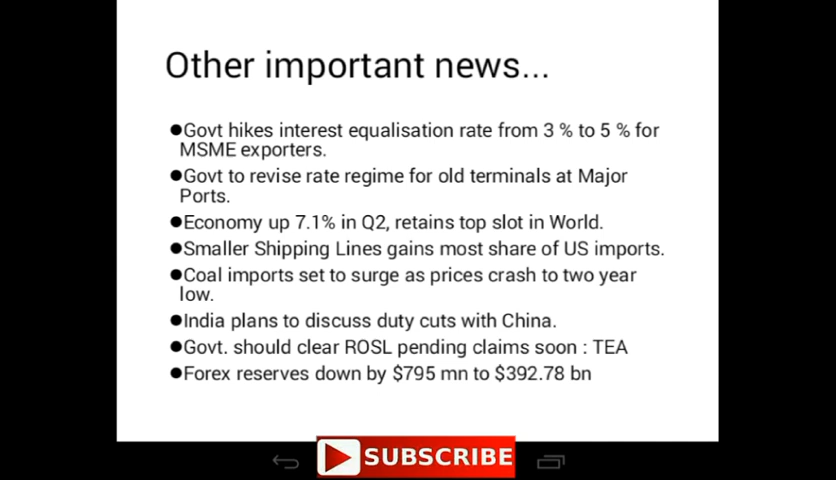 Other important news...
●Govt hikes interest equalisation rate from 3 % to 5 % for
MSME exporters.
●Govt to revise rate regime for old terminals at Major
Ports.
●Economy up 7.1% in Q2, retains top slot in World.
●Smaller Shipping Lines gains most share of US imports.
●Coal imports set to surge as prices crash to two year
low.
●India plans to discuss duty cuts with China.
●Govt. should clear ROSL pending claims soon : TEA
●Forex reserves down by $795 mn to $392.78 bn
SUBSCRIBE